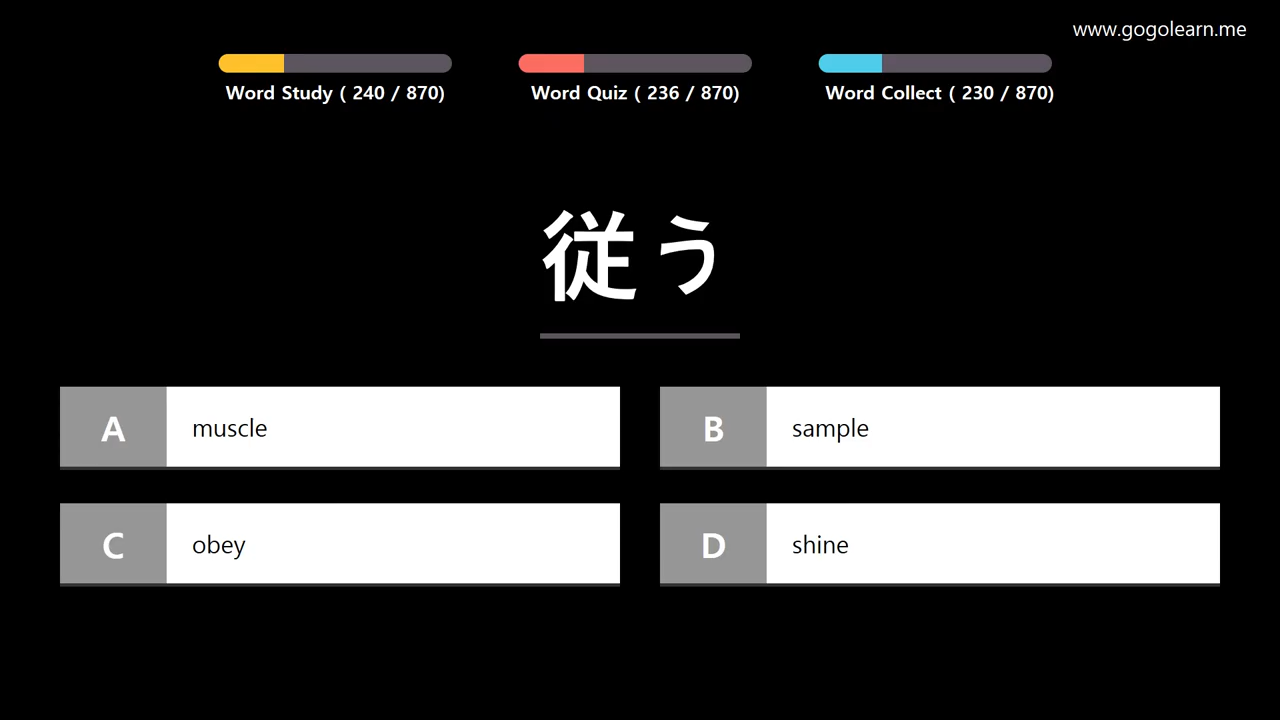 www.gogolearn.me
Word Study ( 240 / 870)
Word Quiz ( 236 / 870)
Word Collect ( 230 / 870)
従う
A muscle
B sample
C obey
D shine